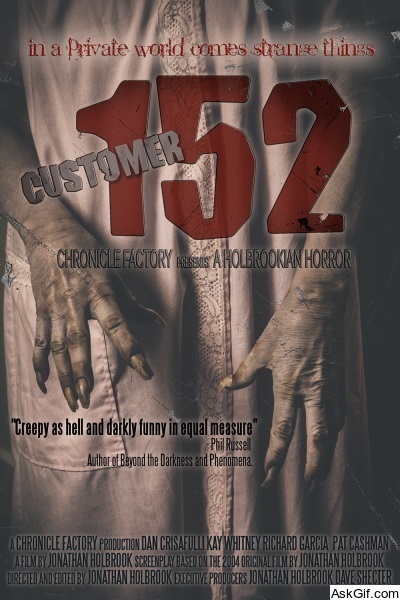 in a Private world comes strange things
152
CUSTOMER
CHRONICLE FACTORY PRESENTS A HOLBROOKIAN HORROR
"Creepy as hell and darkly funny in equal measure"
- Phil Russell
Author of Beyond the Darkness and Phenomena.
A CHRONICLE FACTORY PRODUCTION DAN CRISAFULLI KAY WHITNEY RICHARD GARCIA PAT CASHMAN
A FILM BY JONATHAN HOLBROOK SCREENPLAY BASED ON THE 2004 ORIGINAL FILM BY JONATHAN HOLBROOK
DIRECTED AND EDITED BY JONATHAN HOLBROOK EXECUTIVE PRODUCERS JONATHAN HOLBROOK DAVE SHECTER
AskGif.com